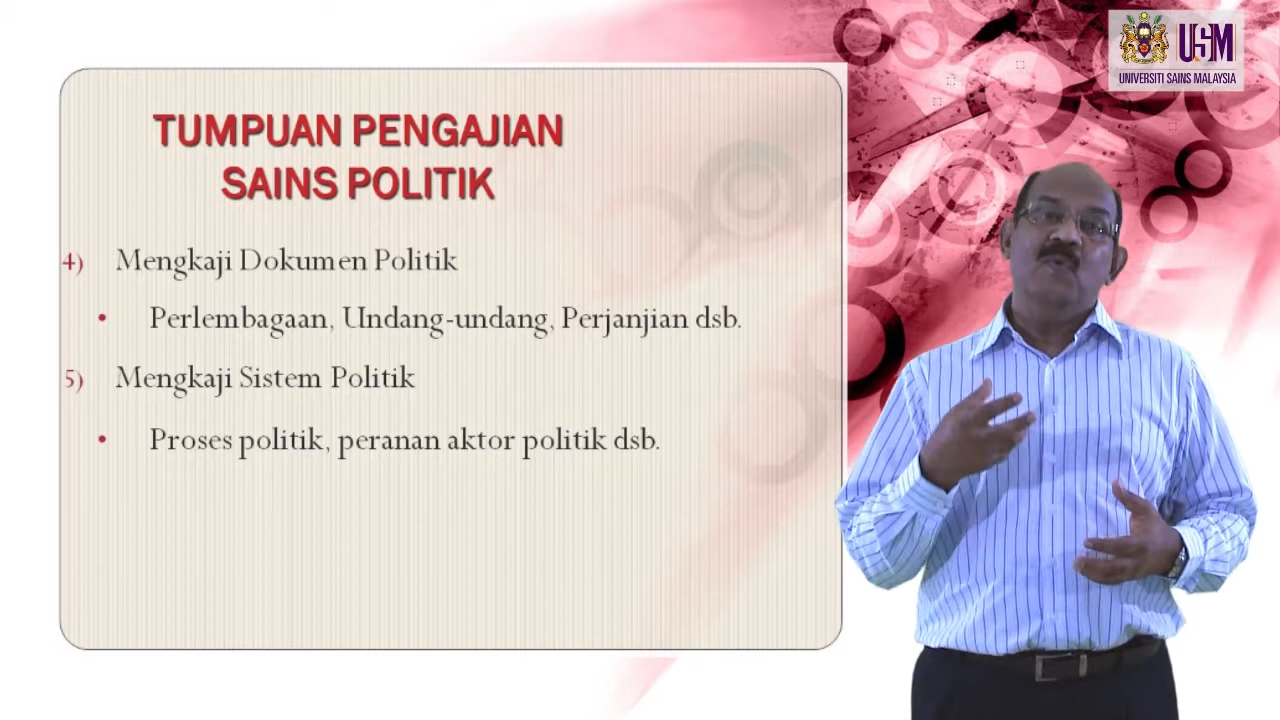 USM
UNIVERSITI SAINS MALAYSIA
TUMPUAN PENGAJIAN
SAINS POLITIK
4) Mengkaji Dokumen Politik
• Perlembagaan, Undang-undang, Perjanjian dsb.
5) Mengkaji Sistem Politik
• Proses politik, peranan aktor politik dsb.